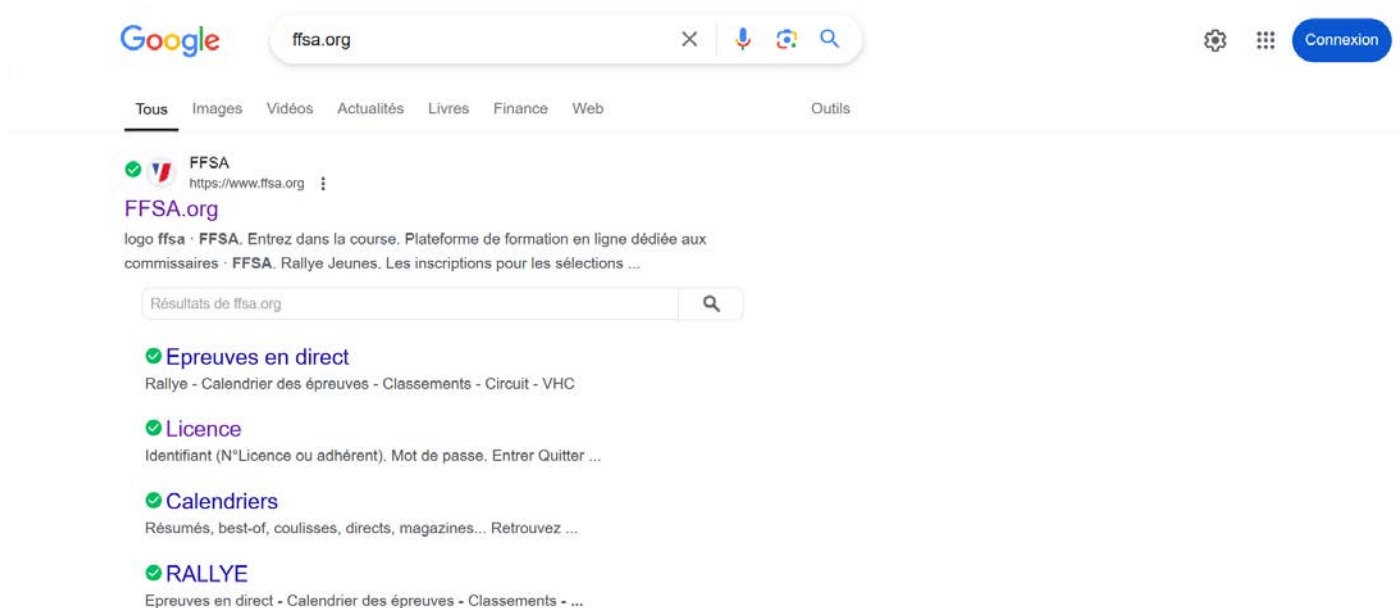 Google
ffsa.org
Connexion
Tous Images Vidéos Actualités Livres Finance Web Outils
FFSA
https://www.ffsa.org
FFSA.org
logo ffsa · FFSA. Entrez dans la course. Plateforme de formation en ligne dédiée aux
commissaires · FFSA. Rallye Jeunes. Les inscriptions pour les sélections ...
Résultats de ffsa.org
Epreuves en direct
Rallye - Calendrier des épreuves - Classements - Circuit - VHC
Licence
Identifiant (N°Licence ou adhérent). Mot de passe. Entrer Quitter ...
Calendriers
Résumés, best-of, coulisses, directs, magazines... Retrouvez ...
RALLYE
Epreuves en direct - Calendrier des épreuves - Classements - ...